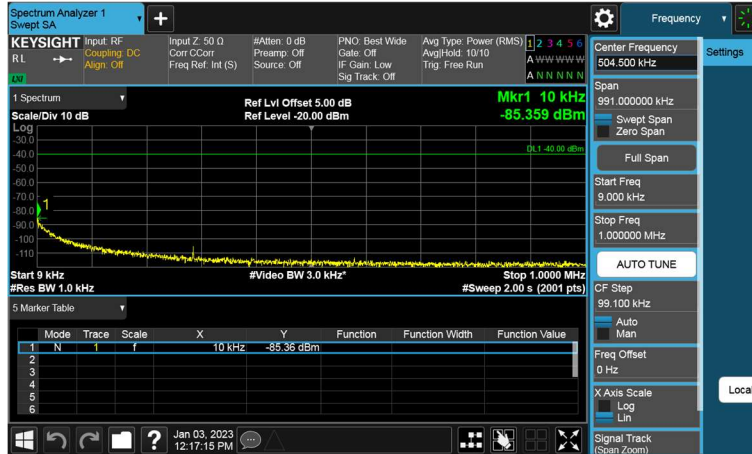 Spectrum Analyzer 1
Swept SA
Frequency
KEYSIGHT
R L
LXI
Input: RF
Coupling: DC
Align: Off
Input Z: 50 Ω
Corr CCorr
Freq Ref: Int (S)
#Atten: 0 dB
Preamp: Off
Source: Off
PNO: Best Wide
Gate: Off
IF Gain: Low
Sig Track: Off
Avg Type: Power (RMS)
Avg|Hold: 10/10
Trig: Free Run
1 2 3 4 5 6
A W W W W W
A N N N N N
1 Spectrum
Scale/Div 10 dB
Ref Lvl Offset 5.00 dB
Ref Level -20.00 dBm
Mkr1 10 kHz
-85.359 dBm
Log
-30.0
-40.0
-50.0
-60.0
-70.0
-80.0
-90.0
-100
-110
DL1 -40.00 dBm
1
Start 9 kHz
#Res BW 1.0 kHz
#Video BW 3.0 kHz*
Stop 1.0000 MHz
#Sweep 2.00 s (2001 pts)
5 Marker Table
Mode Trace Scale X Y Function Function Width Function Value
1 N 1 f 10 kHz -85.36 dBm
2
3
4
5
6
Jan 03, 2023
12:17:15 PM
Center Frequency
504.500 kHz
Settings
Span
991.000000 kHz
Swept Span
Zero Span
Full Span
Start Freq
9.000 kHz
Stop Freq
1.000000 MHz
AUTO TUNE
CF Step
99.100 kHz
Auto
Man
Freq Offset
0 Hz
X Axis Scale
Log
Lin
Local
Signal Track
(Span Zoom)